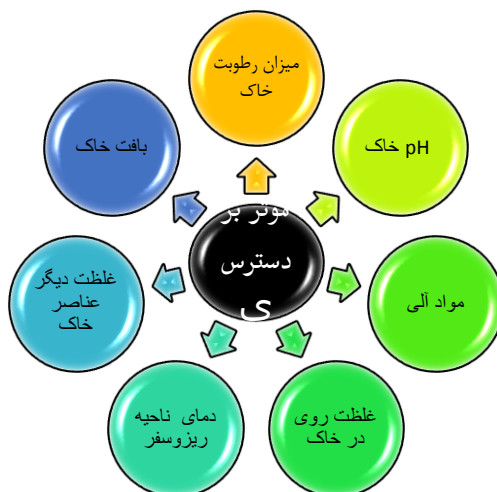 میزان رطوبت
خاک
pH خاک
مواد آلی
غلظت روی
در خاک
دمای ناحیه
ریزوسفر
غلظت دیگر
عناصر
خاک
بافت خاک
موثر بر
دسترس
ی